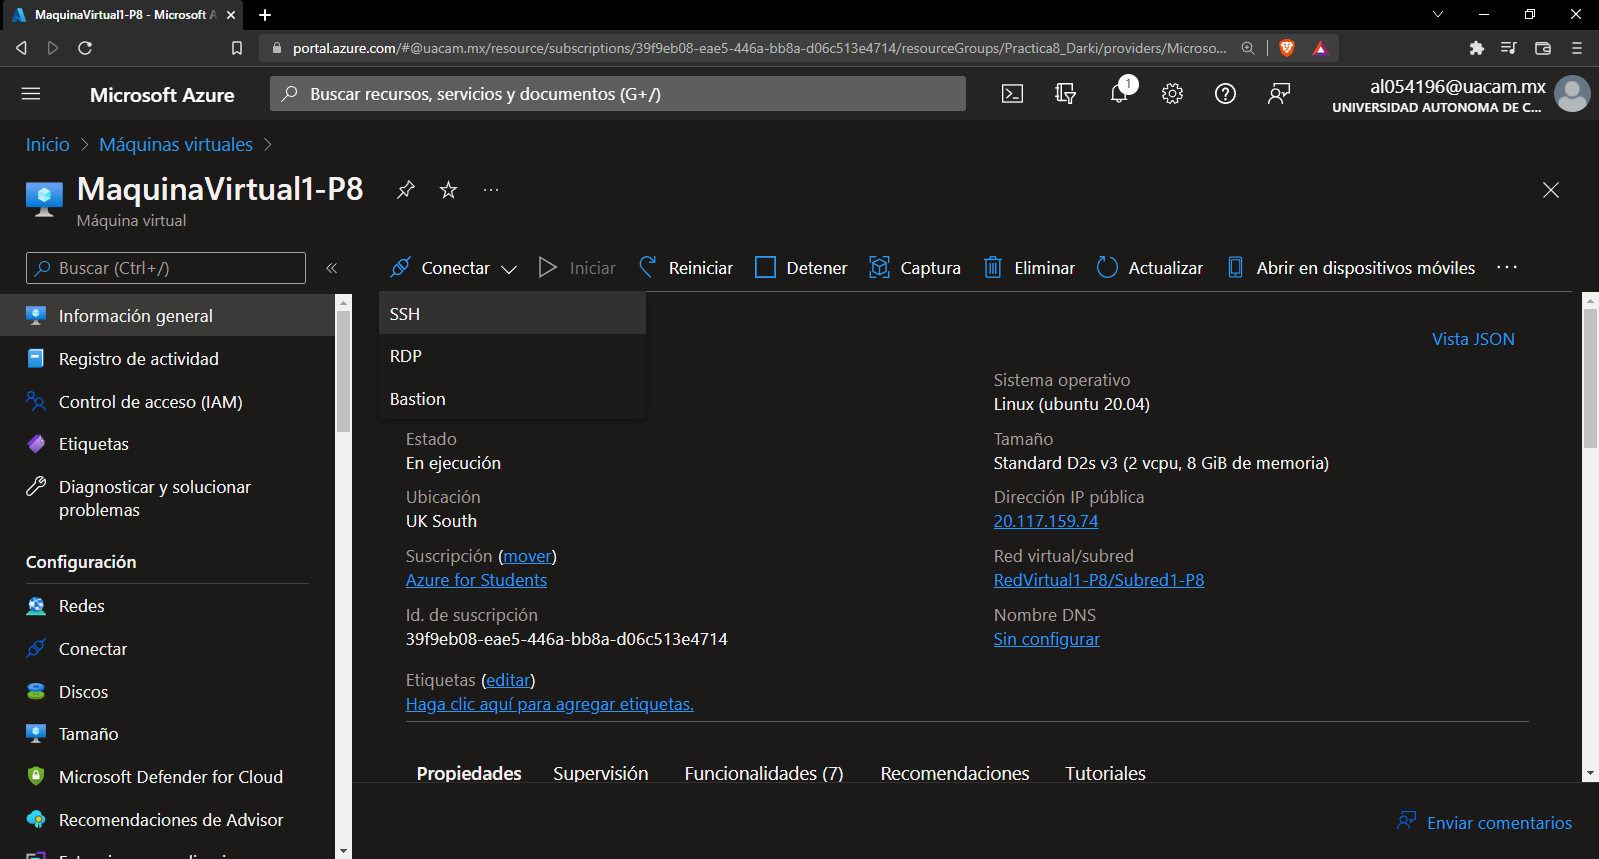 MaquinaVirtual1-P8 - Microsoft A
portal.azure.com/#@uacam.mx/resource/subscriptions/39f9eb08-eae5-446a-bb8a-d06c513e4714/resourceGroups/Practica8_Darki/providers/Microso...
Microsoft Azure
Buscar recursos, servicios y documentos (G+/)
1
al054196@uacam.mx
UNIVERSIDAD AUTONOMA DE C...
Inicio > Máquinas virtuales >
MaquinaVirtual1-P8
Máquina virtual
Buscar (Ctrl+/)
«
Conectar
Iniciar
Reiniciar
Detener
Captura
Eliminar
Actualizar
Abrir en dispositivos móviles
SSH
RDP
Bastion
Información general
Registro de actividad
Control de acceso (IAM)
Etiquetas
Diagnosticar y solucionar
problemas
Configuración
Redes
Conectar
Discos
Tamaño
Microsoft Defender for Cloud
Recomendaciones de Advisor
Vista JSON
Estado
En ejecución
Ubicación
UK South
Suscripción (mover)
Azure for Students
Id. de suscripción
39f9eb08-eae5-446a-bb8a-d06c513e4714
Etiquetas (editar)
Haga clic aquí para agregar etiquetas.
Sistema operativo
Linux (ubuntu 20.04)
Tamaño
Standard D2s v3 (2 vcpu, 8 GiB de memoria)
Dirección IP pública
20.117.159.74
Red virtual/subred
RedVirtual1-P8/Subred1-P8
Nombre DNS
Sin configurar
Propiedades
Supervisión
Funcionalidades (7)
Recomendaciones
Tutoriales
Enviar comentarios